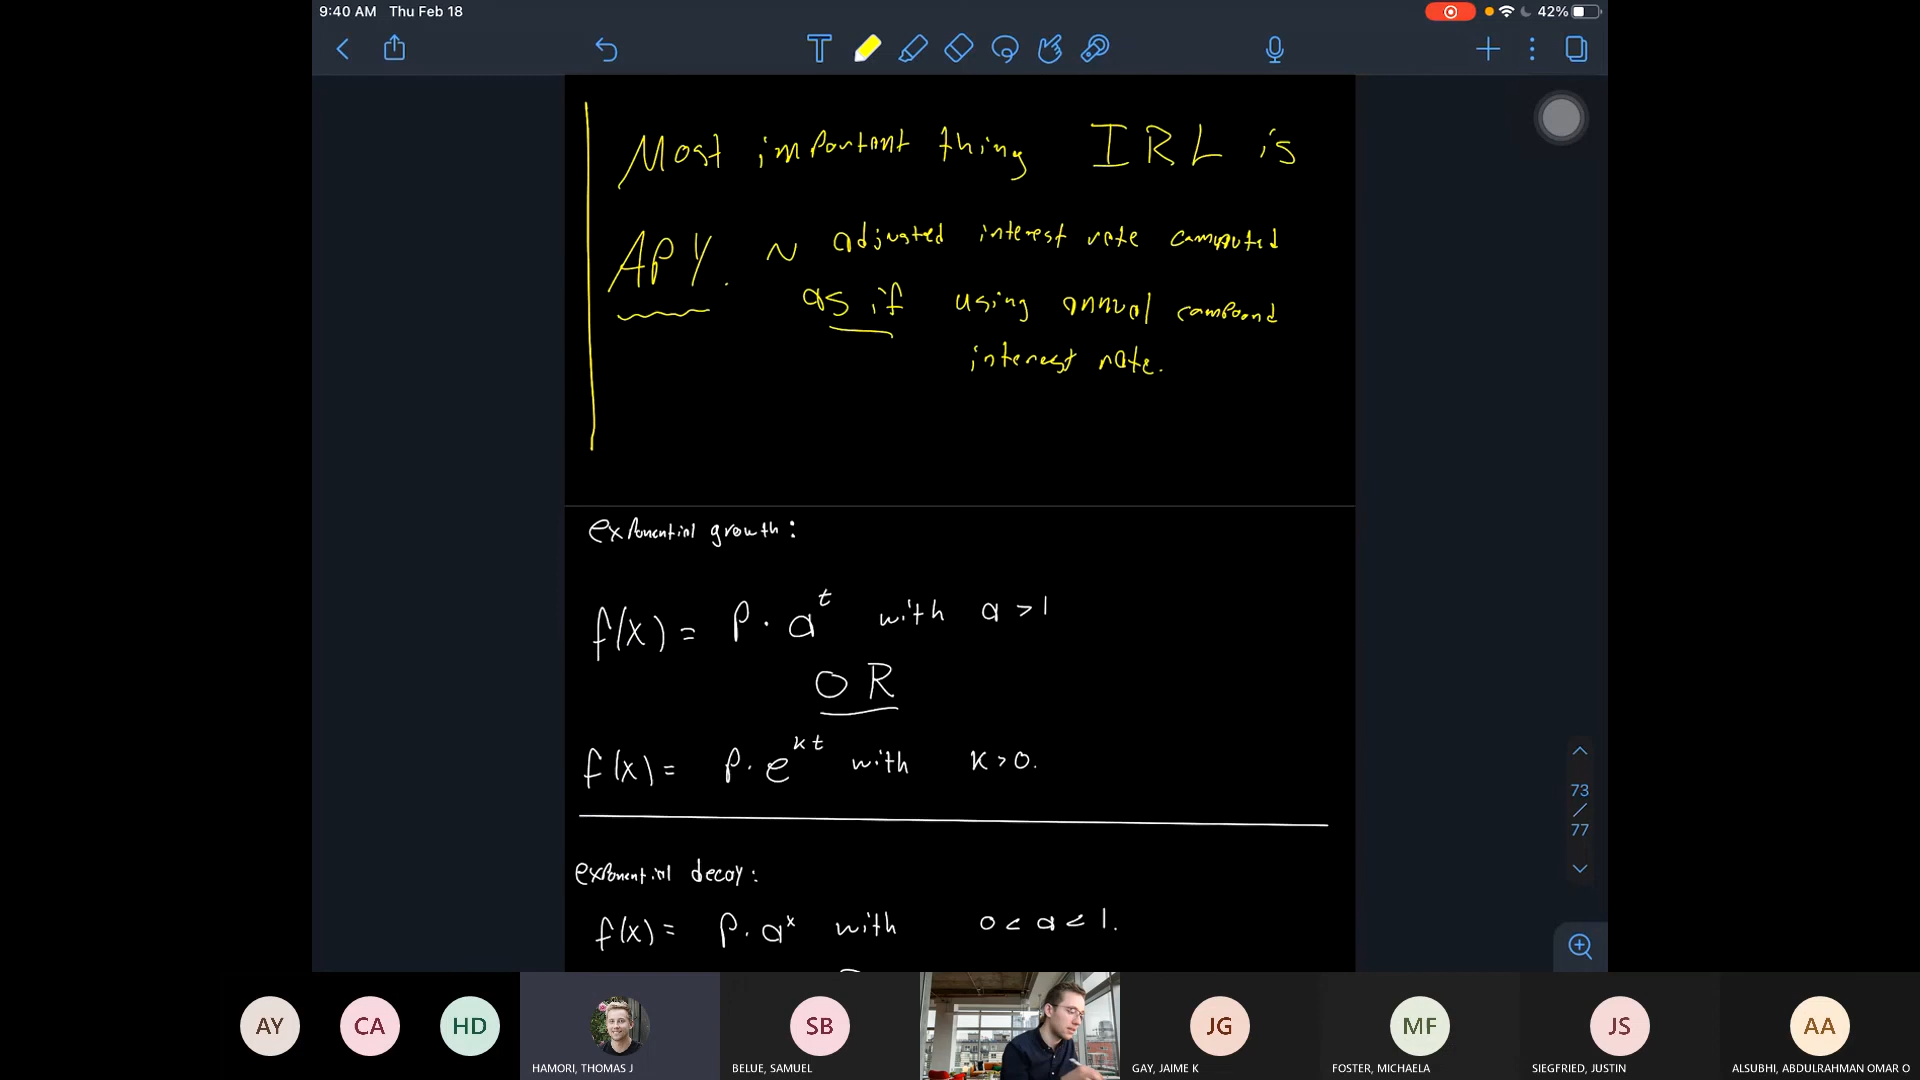 9:40 AM Thu Feb 18
42%
Most important thing IRL is
APY. ~ adjusted interest rate computed
as if using annual compound
interest rate.
exponential growth:
f(x) = P · a^t with a > 1
OR
f(x) = P · e^kt with k > 0.
73
/
77
exponential decay:
f(x) = P · a^x with 0 < a < 1.
AY CA HD SB JG MF JS AA
HAMORI, THOMAS J BELUE, SAMUEL GAY, JAIME K FOSTER, MICHAELA SIEGFRIED, JUSTIN ALSUBHI, ABDULRAHMAN OMAR O